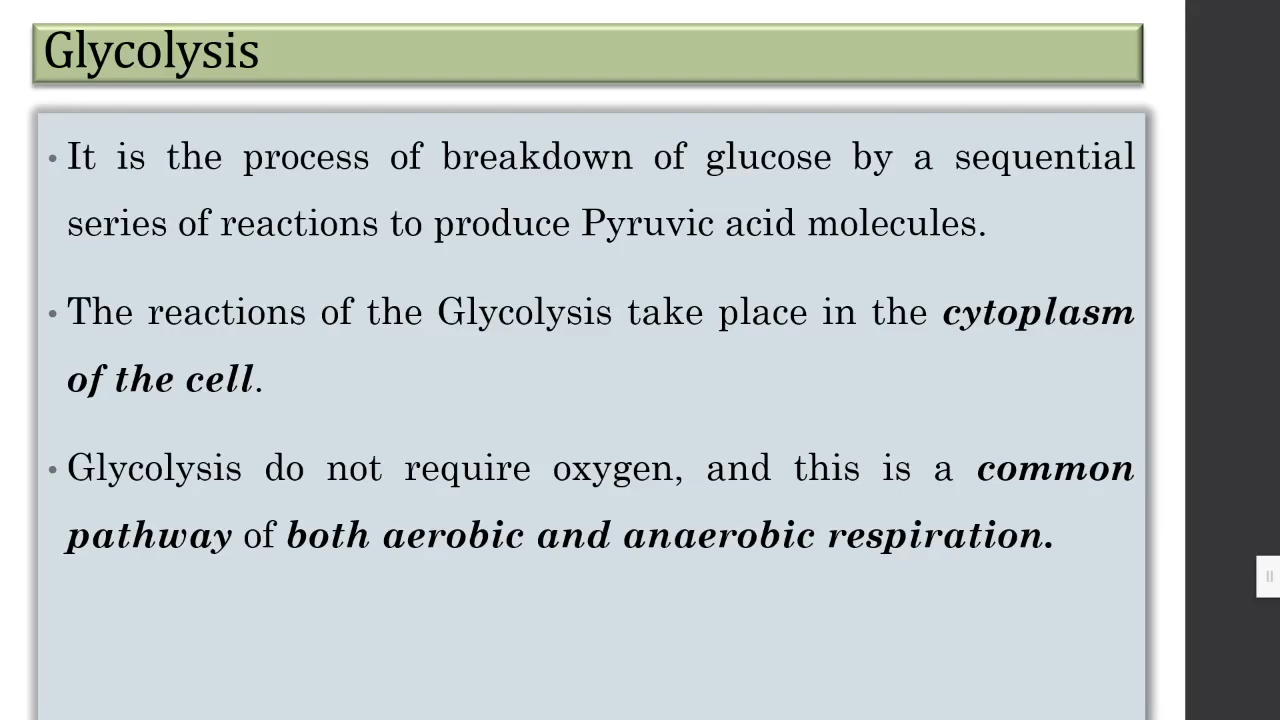 Glycolysis
• It is the process of breakdown of glucose by a sequential
series of reactions to produce Pyruvic acid molecules.
• The reactions of the Glycolysis take place in the cytoplasm
of the cell.
• Glycolysis do not require oxygen, and this is a common
pathway of both aerobic and anaerobic respiration.